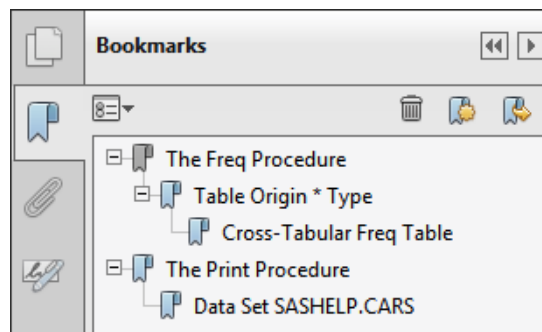 Bookmarks
The Freq Procedure
Table Origin * Type
Cross-Tabular Freq Table
The Print Procedure
Data Set SASHELP.CARS